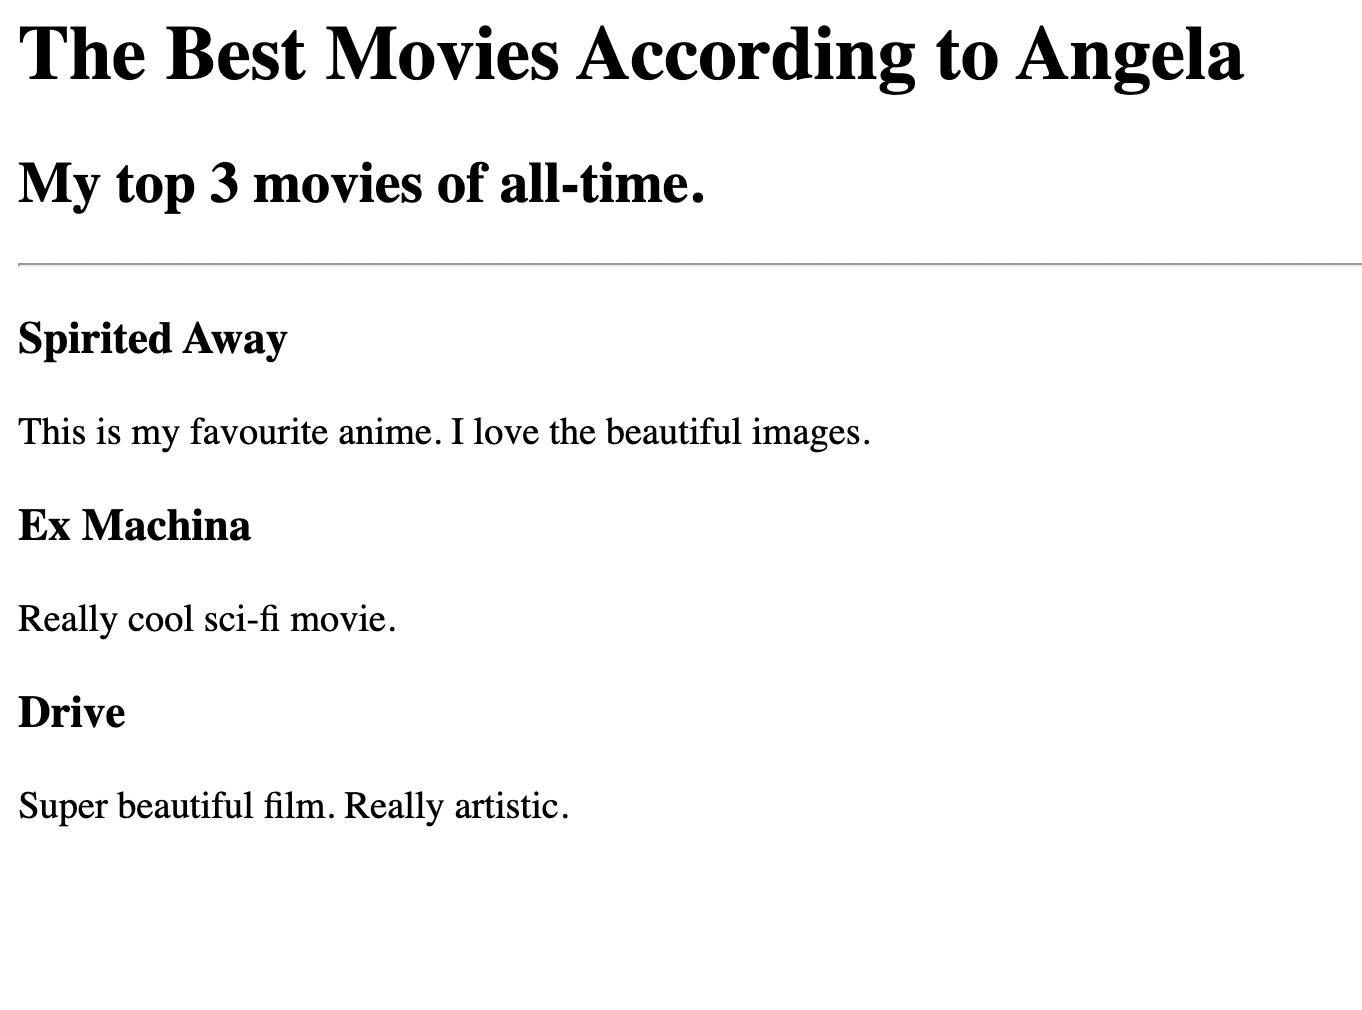 The Best Movies According to Angela
My top 3 movies of all-time.
Spirited Away
This is my favourite anime. I love the beautiful images.
Ex Machina
Really cool sci-fi movie.
Drive
Super beautiful film. Really artistic.